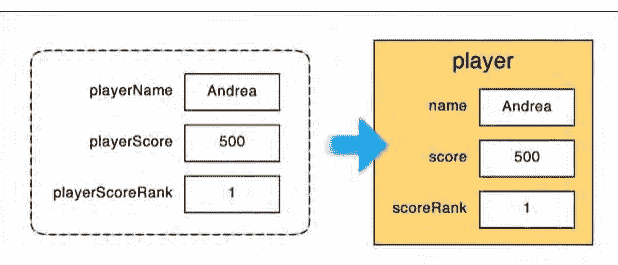 playerName Andrea
playerScore 500
playerScoreRank 1
player
name Andrea
score 500
scoreRank 1